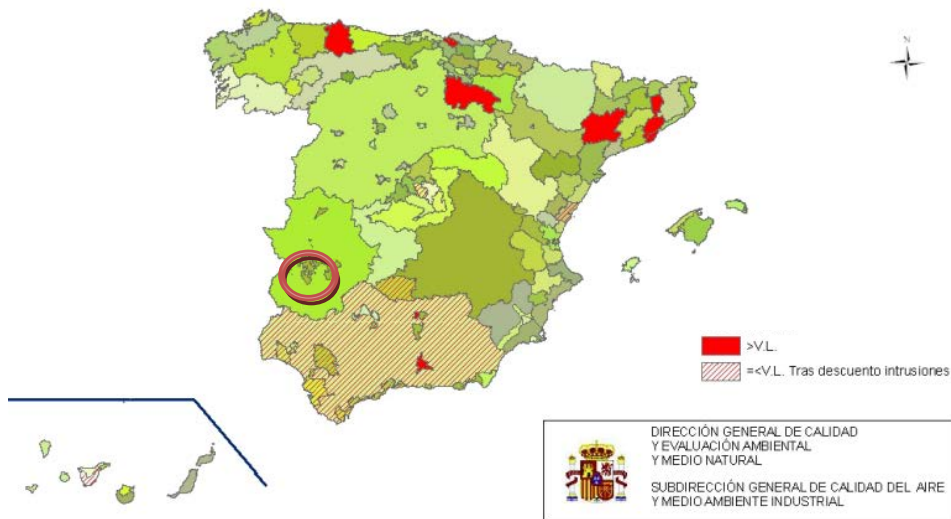 N
>V.L.
=<V.L. Tras descuento intrusiones
DIRECCIÓN GENERAL DE CALIDAD
Y EVALUACIÓN AMBIENTAL
Y MEDIO NATURAL
SUBDIRECCIÓN GENERAL DE CALIDAD DEL AIRE
Y MEDIO AMBIENTE INDUSTRIAL